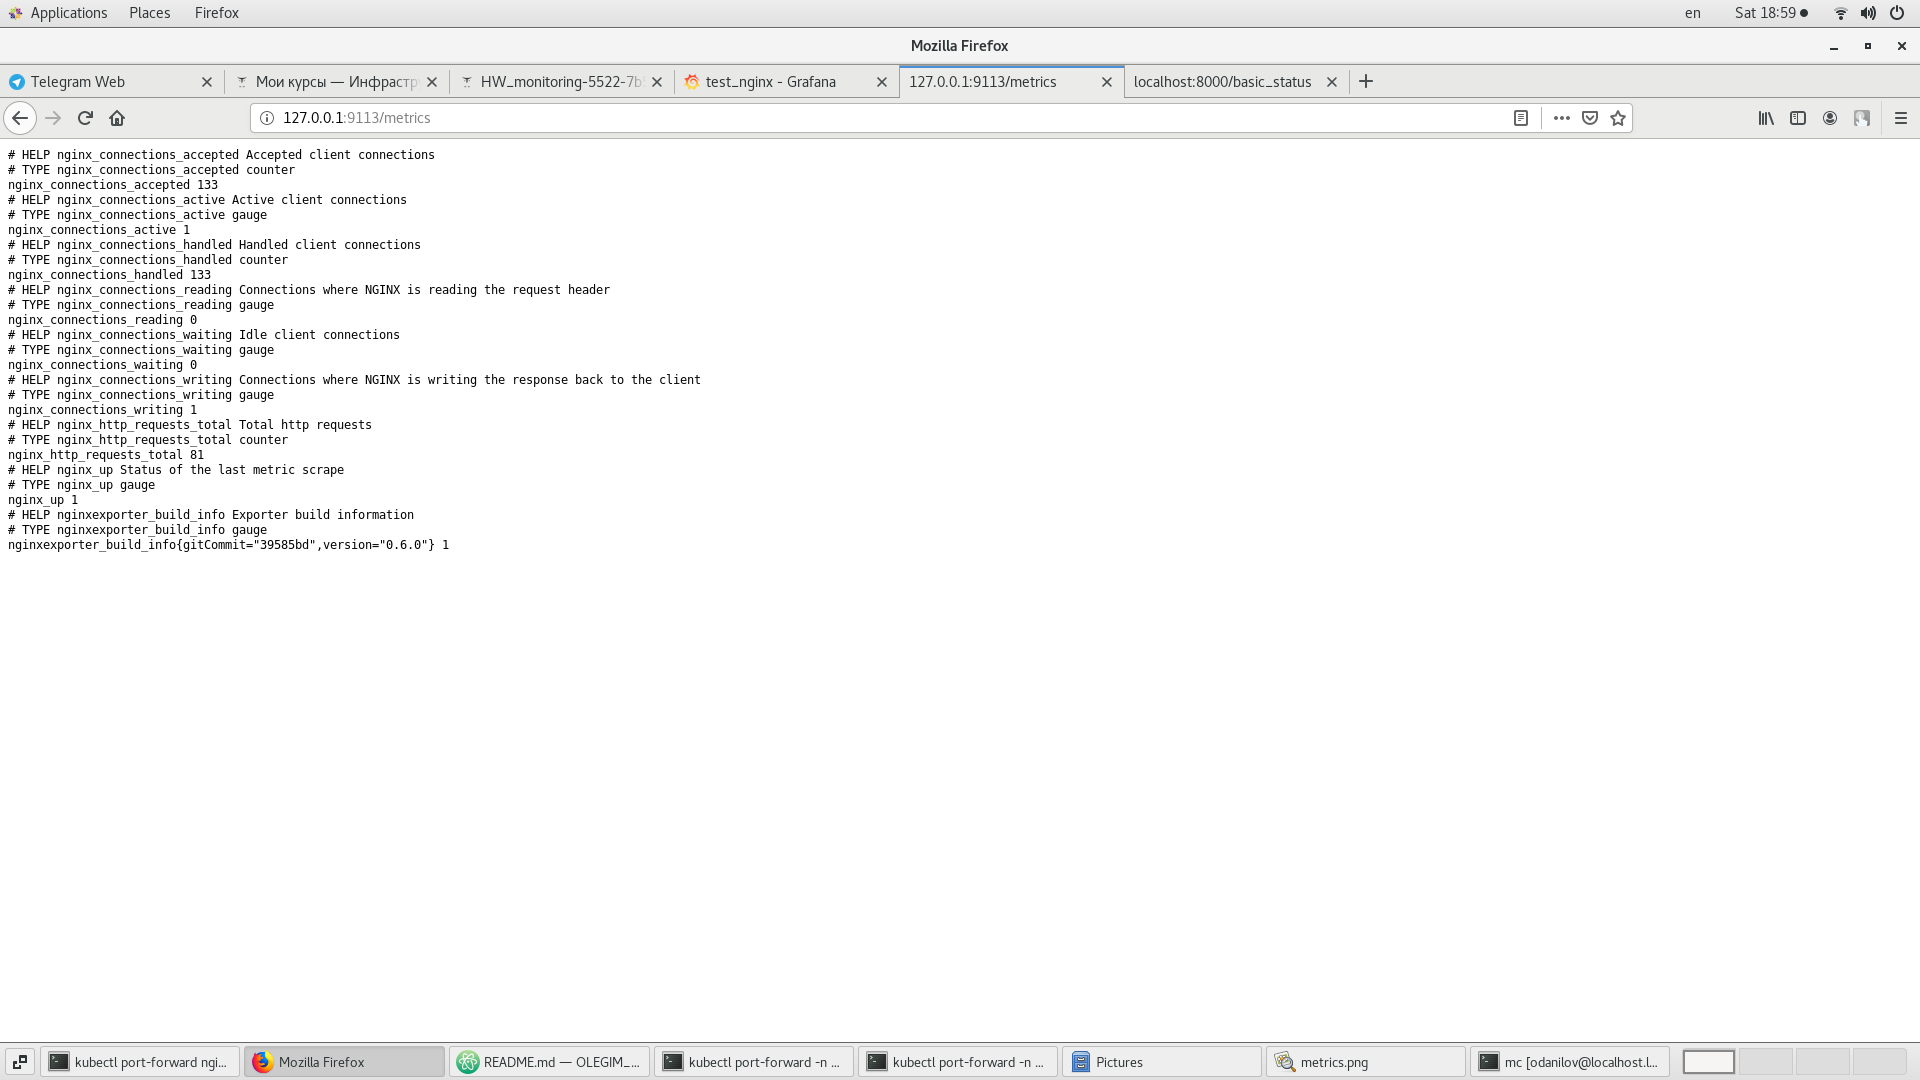 Applications Places Firefox en Sat 18:59
Mozilla Firefox
Telegram Web Мои курсы — Инфрастр HW_monitoring-5522-7b test_nginx - Grafana 127.0.0.1:9113/metrics localhost:8000/basic_status
127.0.0.1:9113/metrics
# HELP nginx_connections_accepted Accepted client connections
# TYPE nginx_connections_accepted counter
nginx_connections_accepted 133
# HELP nginx_connections_active Active client connections
# TYPE nginx_connections_active gauge
nginx_connections_active 1
# HELP nginx_connections_handled Handled client connections
# TYPE nginx_connections_handled counter
nginx_connections_handled 133
# HELP nginx_connections_reading Connections where NGINX is reading the request header
# TYPE nginx_connections_reading gauge
nginx_connections_reading 0
# HELP nginx_connections_waiting Idle client connections
# TYPE nginx_connections_waiting gauge
nginx_connections_waiting 0
# HELP nginx_connections_writing Connections where NGINX is writing the response back to the client
# TYPE nginx_connections_writing gauge
nginx_connections_writing 1
# HELP nginx_http_requests_total Total http requests
# TYPE nginx_http_requests_total counter
nginx_http_requests_total 81
# HELP nginx_up Status of the last metric scrape
# TYPE nginx_up gauge
nginx_up 1
# HELP nginxexporter_build_info Exporter build information
# TYPE nginxexporter_build_info gauge
nginxexporter_build_info{gitCommit="39585bd",version="0.6.0"} 1
kubectl port-forward ngi... Mozilla Firefox README.md — OLEGIM_... kubectl port-forward -n ... kubectl port-forward -n ... Pictures metrics.png mc [odanilov@localhost.l...